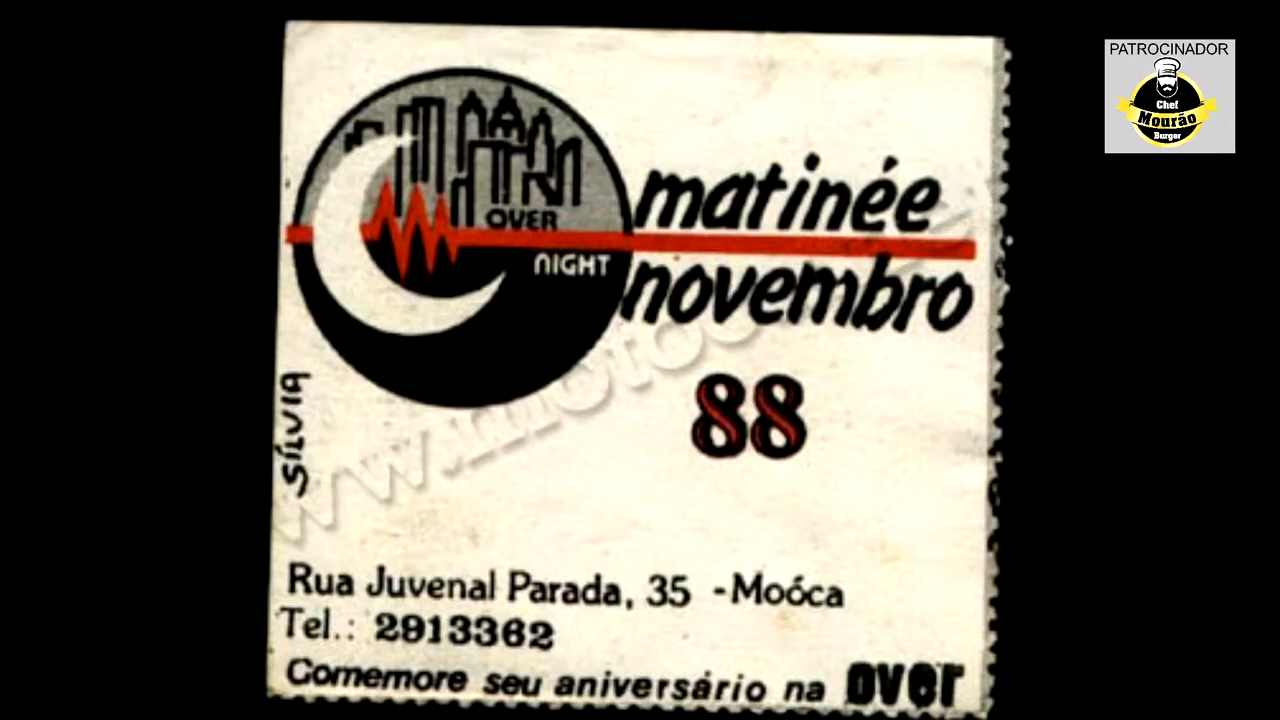 PATROCINADOR
Chef
Mourão
Burger
matinée
OVER
NIGHT
novembro
88
SÍLVIA
Rua Juvenal Parada, 35 - Moóca
Tel.: 2913362
Comemore seu aniversário na over